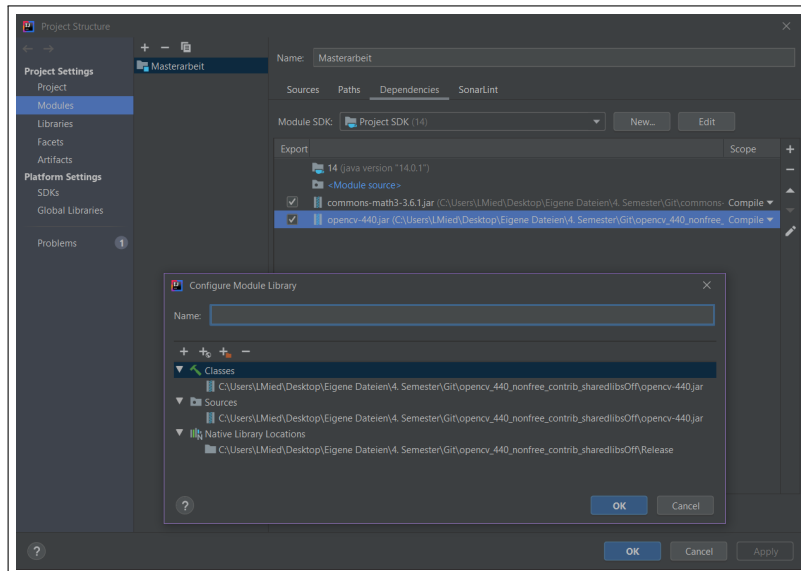 Project Structure
Project Settings
Project
Modules
Libraries
Facets
Artifacts
Platform Settings
SDKs
Global Libraries
Problems 1
Masterarbeit
Name: Masterarbeit
Sources Paths Dependencies SonarLint
Module SDK: Project SDK (14) New... Edit
Export Scope
14 (java version "14.0.1")
<Module source>
commons-math3-3.6.1.jar (C:\Users\LMied\Desktop\Eigene Dateien\4. Semester\Git\commons- Compile
opencv-440.jar (C:\Users\LMied\Desktop\Eigene Dateien\4. Semester\Git\opencv_440_nonfree_ Compile
Configure Module Library
Name:
Classes
C:\Users\LMied\Desktop\Eigene Dateien\4. Semester\Git\opencv_440_nonfree_contrib_sharedlibsOff\opencv-440.jar
Sources
C:\Users\LMied\Desktop\Eigene Dateien\4. Semester\Git\opencv_440_nonfree_contrib_sharedlibsOff\opencv-440.jar
Native Library Locations
C:\Users\LMied\Desktop\Eigene Dateien\4. Semester\Git\opencv_440_nonfree_contrib_sharedlibsOff\Release
? OK Cancel
? OK Cancel Apply